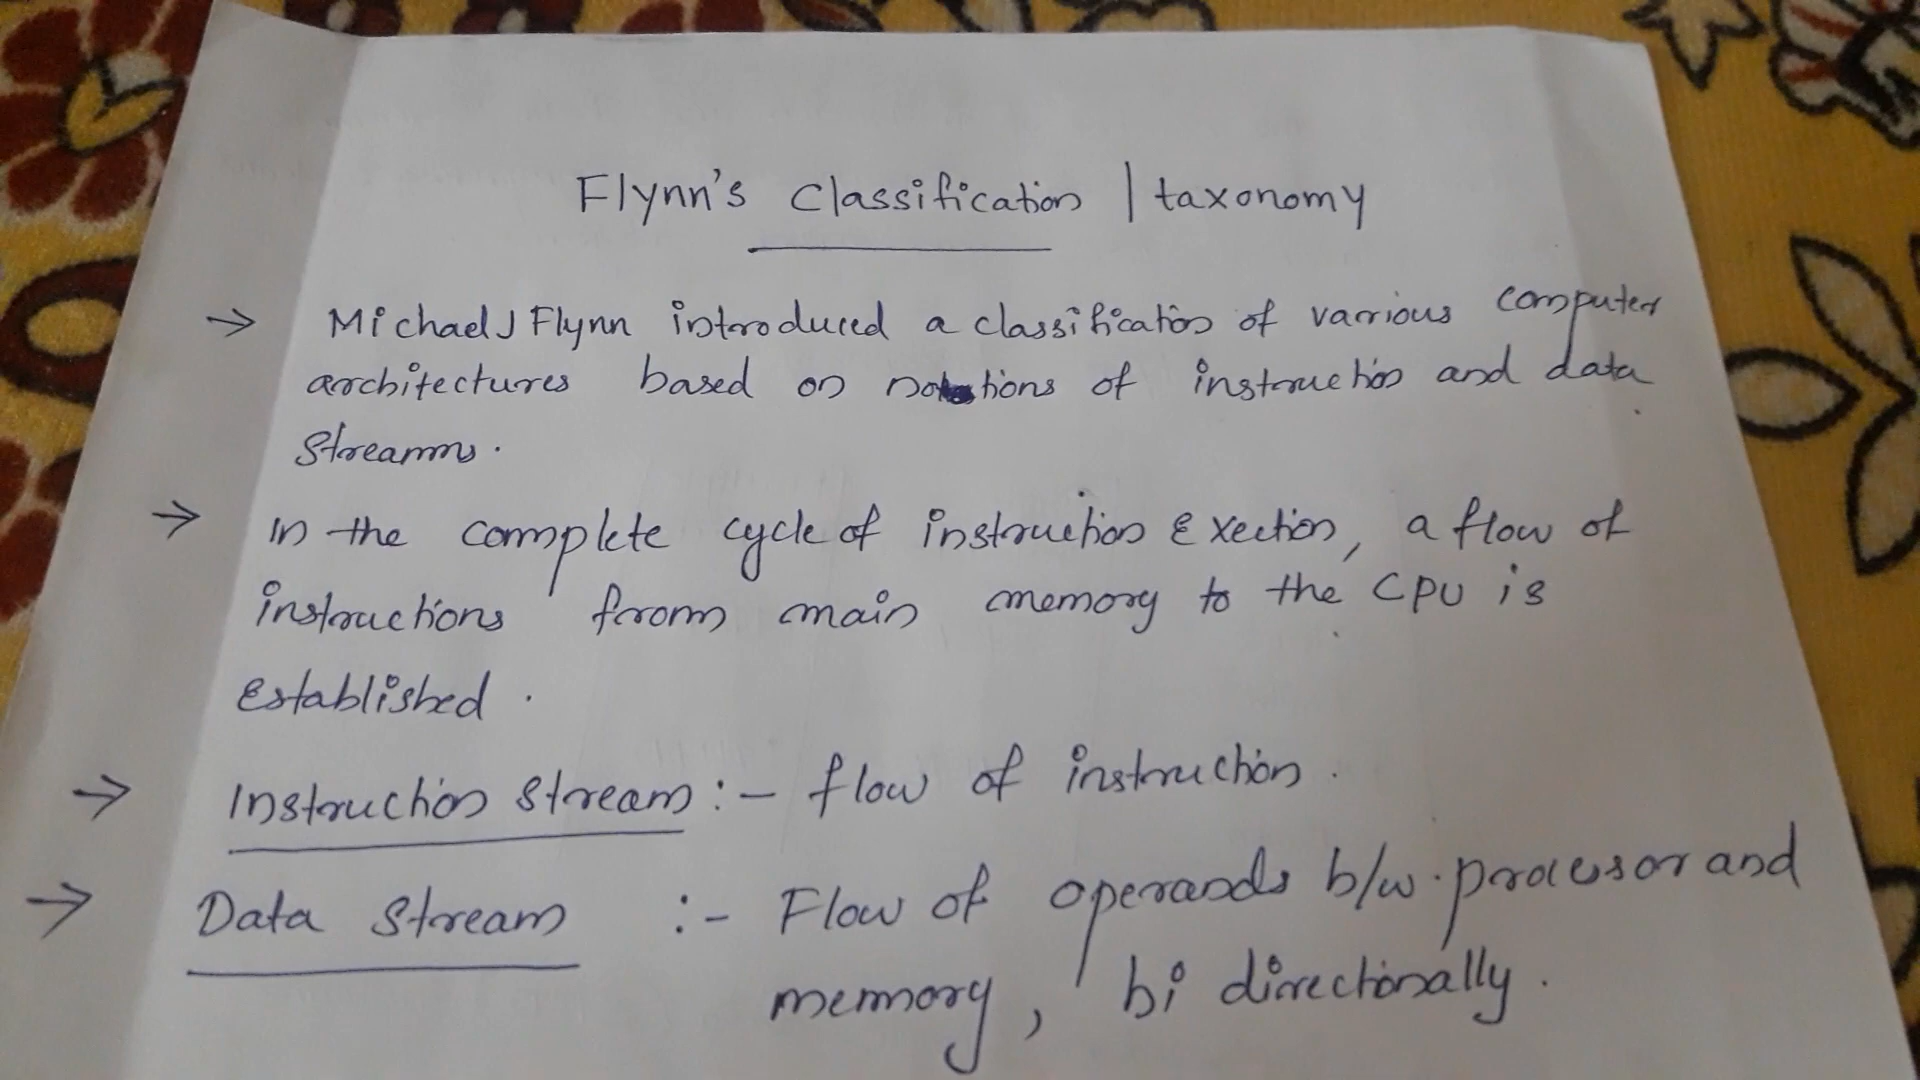 Flynn's Classification | taxonomy
→ Michael J Flynn introduced a classification of various computer
architectures based on notions of instruction and data
streams.
→ In the complete cycle of instruction Exection, a flow of
instructions from main memory to the CPU is
established.
→ Instruction stream :- flow of instruction.
→ Data Stream :- Flow of operands b/w. processor and
memory, bi directionally.